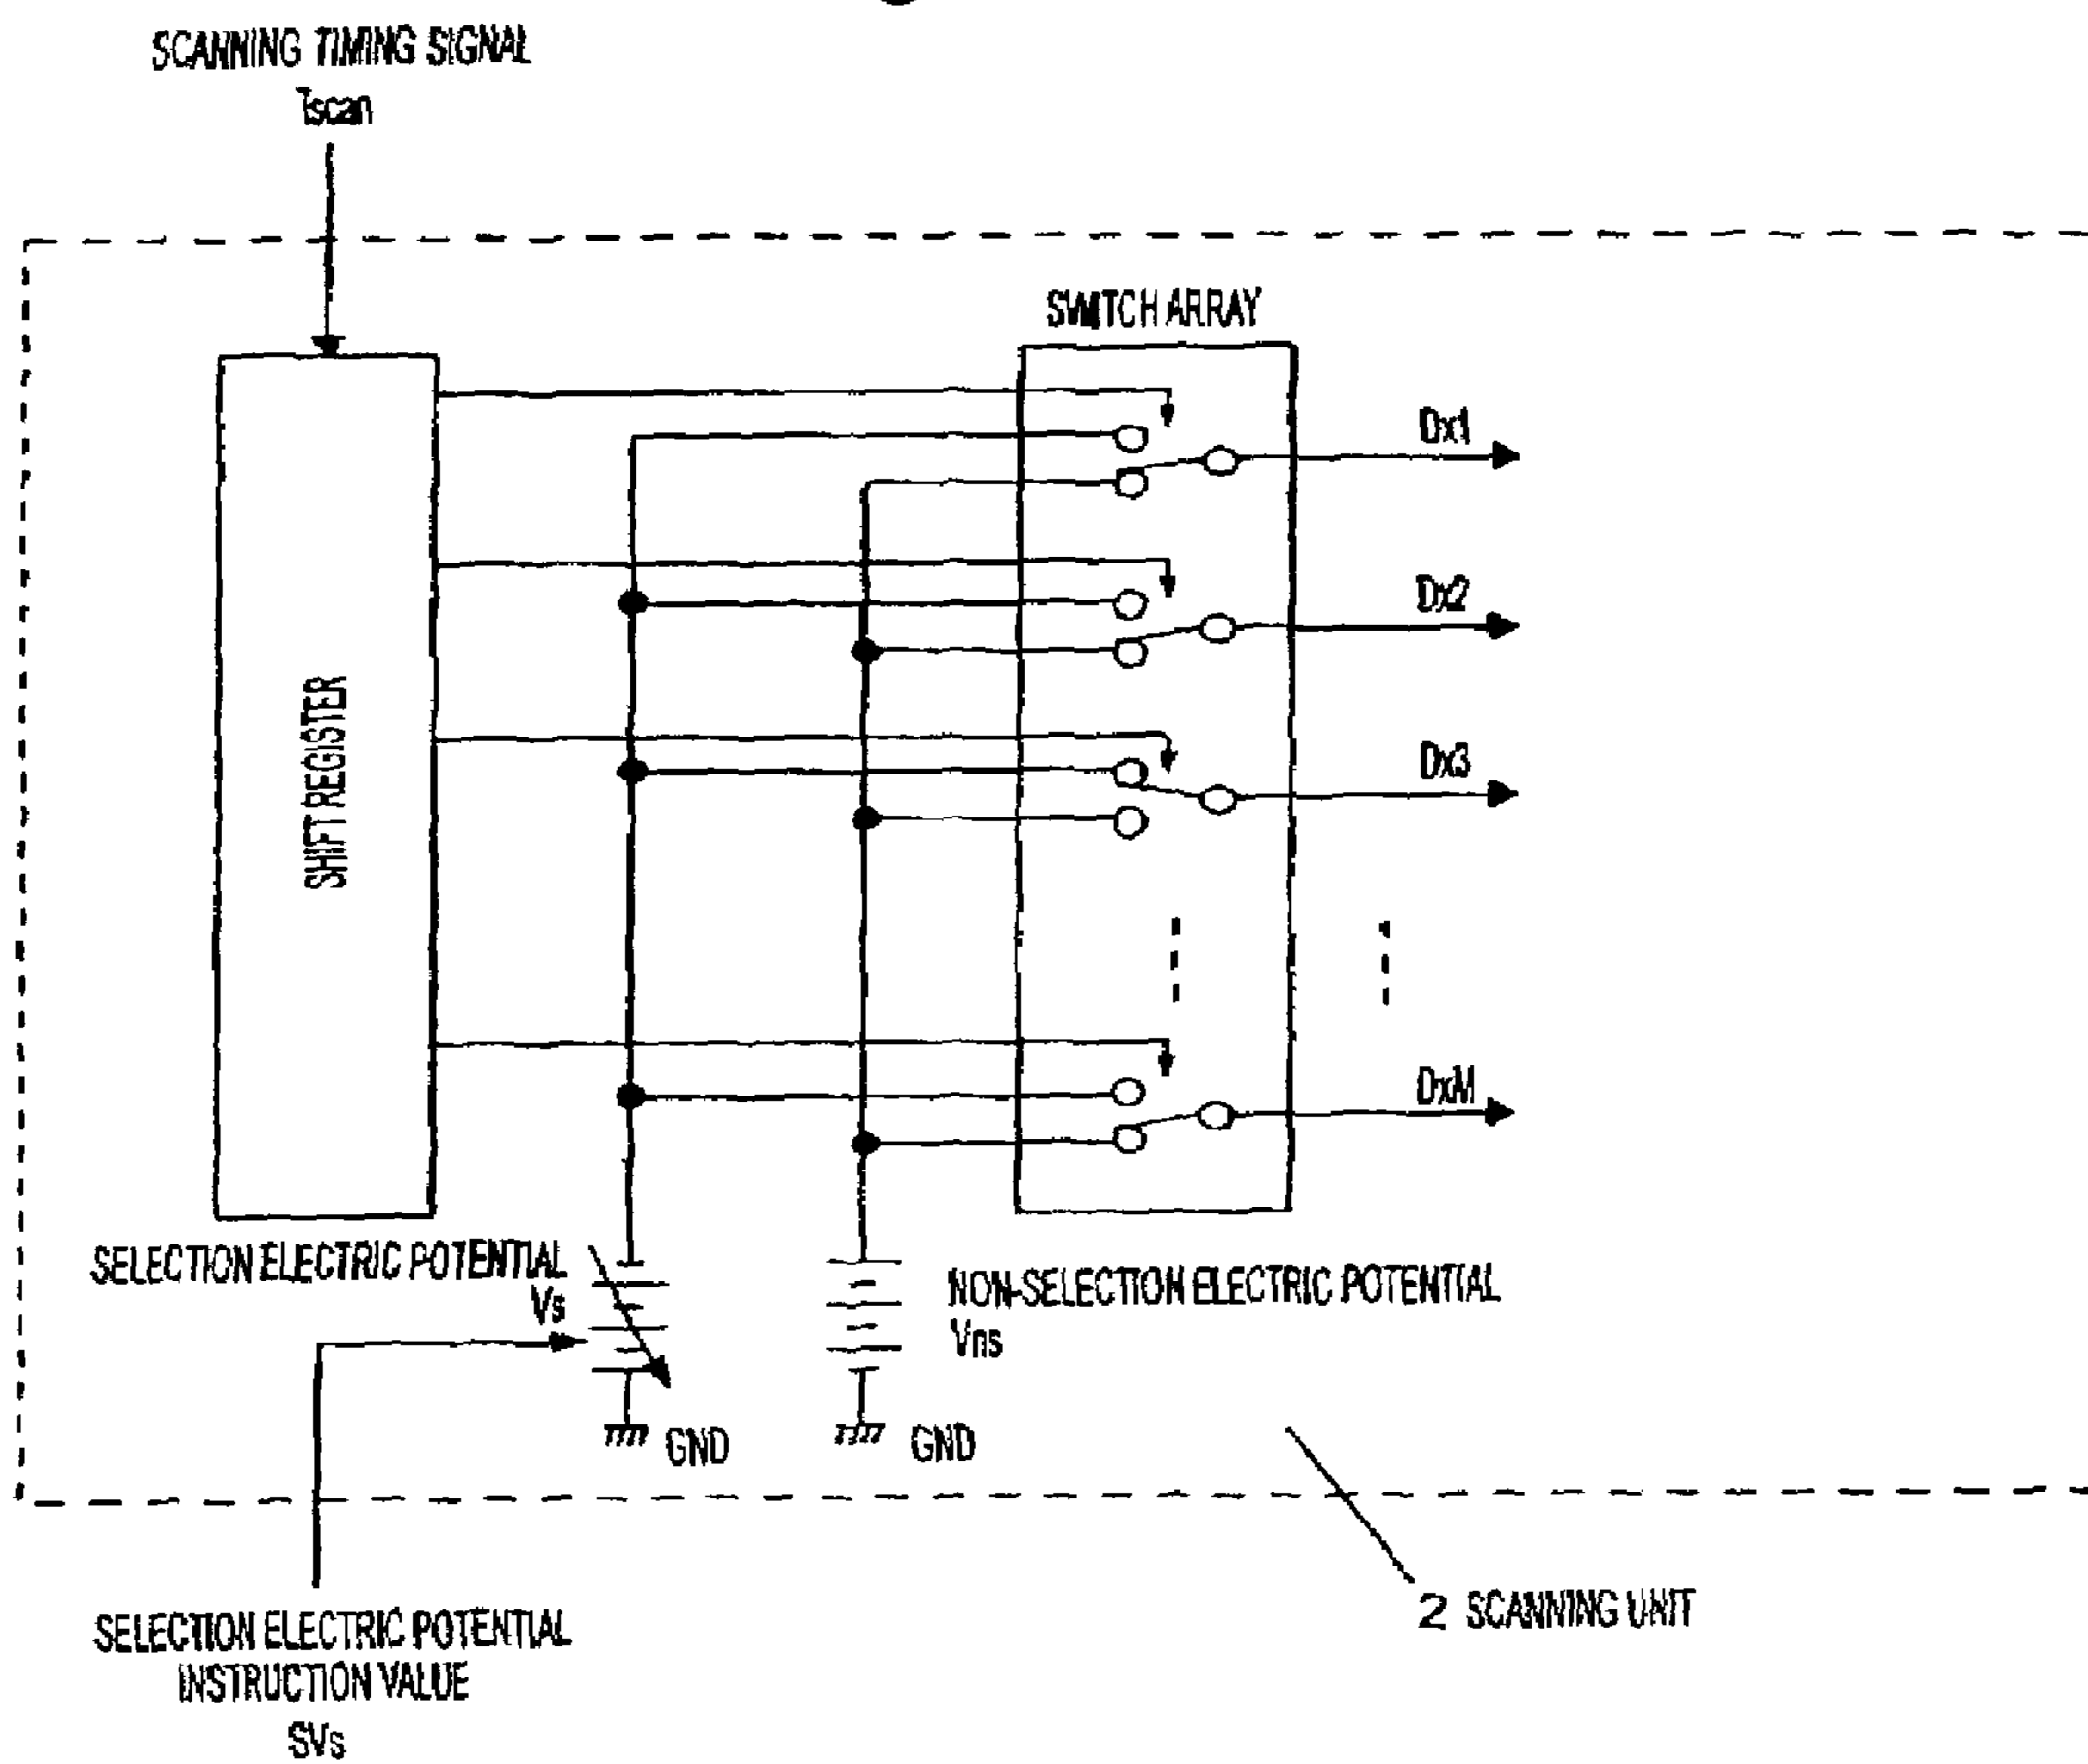 SCANNING TIMING SIGNAL
Tscan
SWITCH ARRAY
Dx1
Dx2
SHIFT REGISTER
Dx3
DxM
SELECTION ELECTRIC POTENTIAL
Vs
NON-SELECTION ELECTRIC POTENTIAL
Vns
GND
GND
2 SCANNING UNIT
SELECTION ELECTRIC POTENTIAL
INSTRUCTION VALUE
SVs